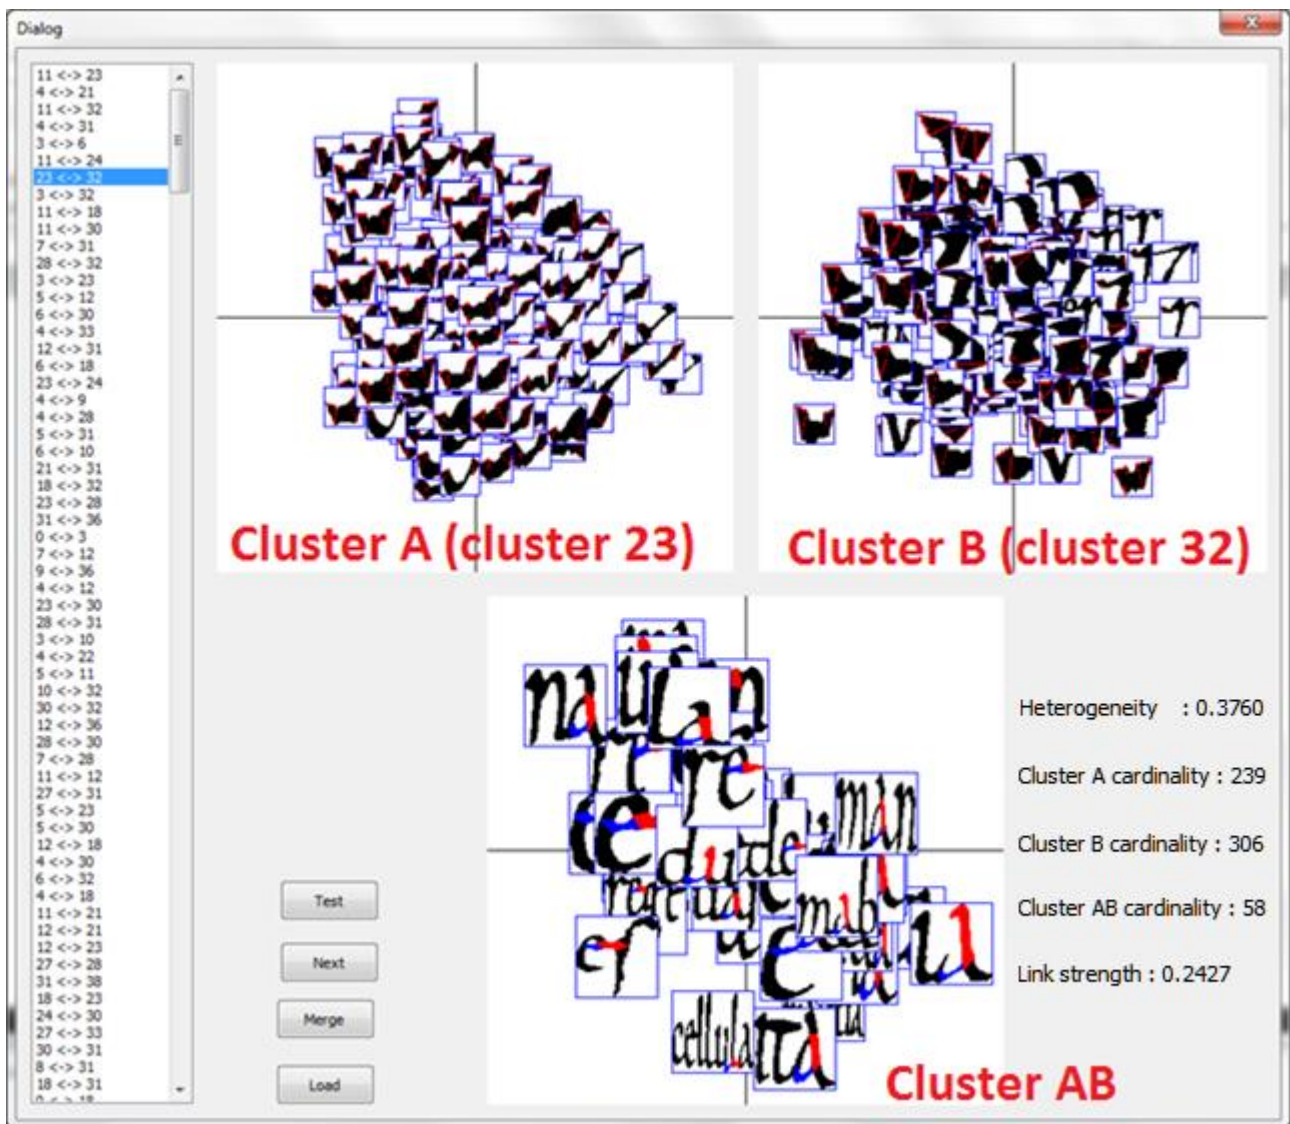 Dialog
11 <-> 23
4 <-> 21
11 <-> 32
4 <-> 31
3 <-> 6
11 <-> 24
23 <-> 32
3 <-> 32
11 <-> 18
11 <-> 30
7 <-> 31
28 <-> 32
3 <-> 23
5 <-> 12
6 <-> 30
4 <-> 33
12 <-> 31
6 <-> 18
23 <-> 24
4 <-> 9
4 <-> 28
5 <-> 31
6 <-> 10
21 <-> 31
18 <-> 32
23 <-> 28
31 <-> 36
0 <-> 3
7 <-> 12
9 <-> 36
4 <-> 12
23 <-> 30
28 <-> 31
3 <-> 10
4 <-> 22
5 <-> 11
10 <-> 32
30 <-> 32
12 <-> 36
28 <-> 30
7 <-> 28
11 <-> 12
27 <-> 31
5 <-> 23
5 <-> 30
12 <-> 18
4 <-> 30
6 <-> 32
4 <-> 18
11 <-> 21
12 <-> 21
12 <-> 23
27 <-> 28
31 <-> 38
18 <-> 23
24 <-> 30
27 <-> 33
30 <-> 31
8 <-> 31
18 <-> 31
Cluster A (cluster 23)
Cluster B (cluster 32)
na
re
du
man
mab
cellula
Cluster AB
Heterogeneity : 0.3760
Cluster A cardinality : 239
Cluster B cardinality : 306
Cluster AB cardinality : 58
Link strength : 0.2427
Test
Next
Merge
Load